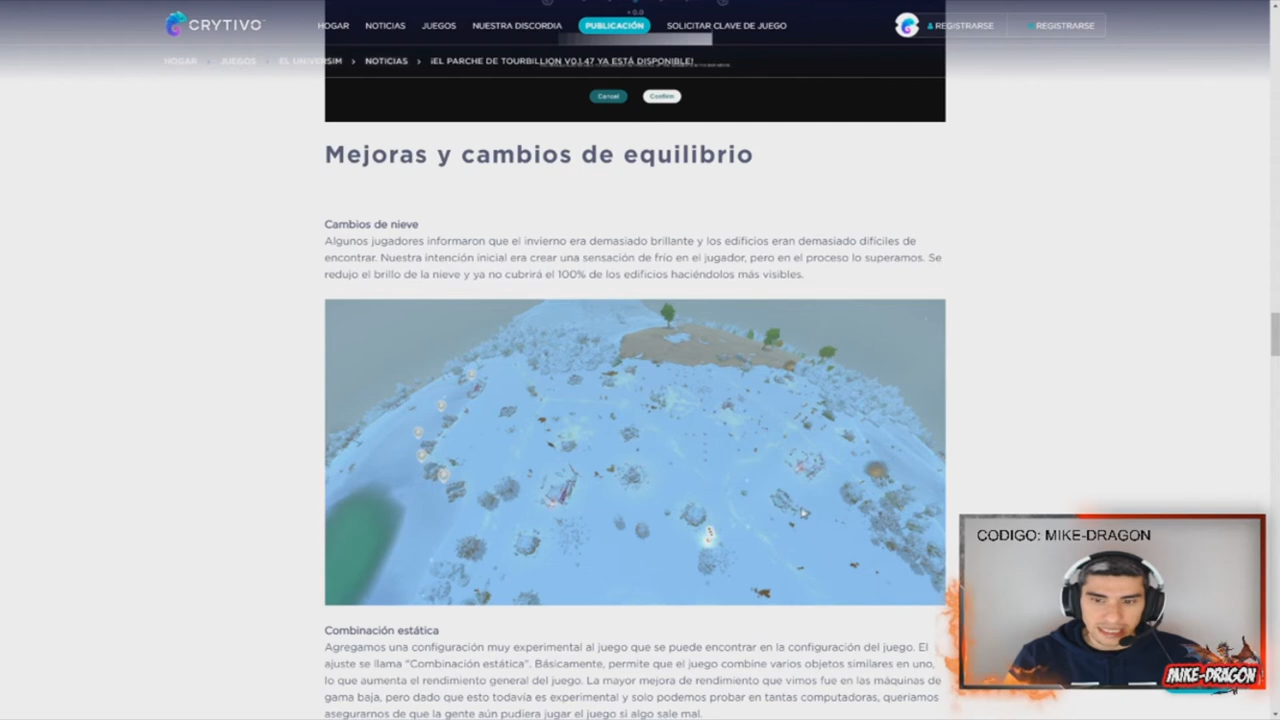 CRYTIVO
HOGAR NOTICIAS JUEGOS NUESTRA DISCORDIA PUBLICACIÓN SOLICITAR CLAVE DE JUEGO REGISTRARSE REGISTRARSE
HOGAR > JUEGOS > EL UNIVERSIM > NOTICIAS > ¡EL PARCHE DE TOURBILLION V0.1.47 YA ESTÁ DISPONIBLE!
Cancel Confirm
Mejoras y cambios de equilibrio
Cambios de nieve
Algunos jugadores informaron que el invierno era demasiado brillante y los edificios eran demasiado difíciles de
encontrar. Nuestra intención inicial era crear una sensación de frío en el jugador, pero en el proceso lo superamos. Se
redujo el brillo de la nieve y ya no cubrirá el 100% de los edificios haciéndolos más visibles.
Combinación estática
Agregamos una configuración muy experimental al juego que se puede encontrar en la configuración del juego. El
ajuste se llama "Combinación estática". Básicamente, permite que el juego combine varios objetos similares en uno,
lo que aumenta el rendimiento general del juego. La mayor mejora de rendimiento que vimos fue en las máquinas de
gama baja, pero dado que esto todavía es experimental y solo podemos probar en tantas computadoras, queríamos
asegurarnos de que la gente aún pudiera jugar el juego si algo sale mal.
CODIGO: MIKE-DRAGON
MIKE-DRAGON